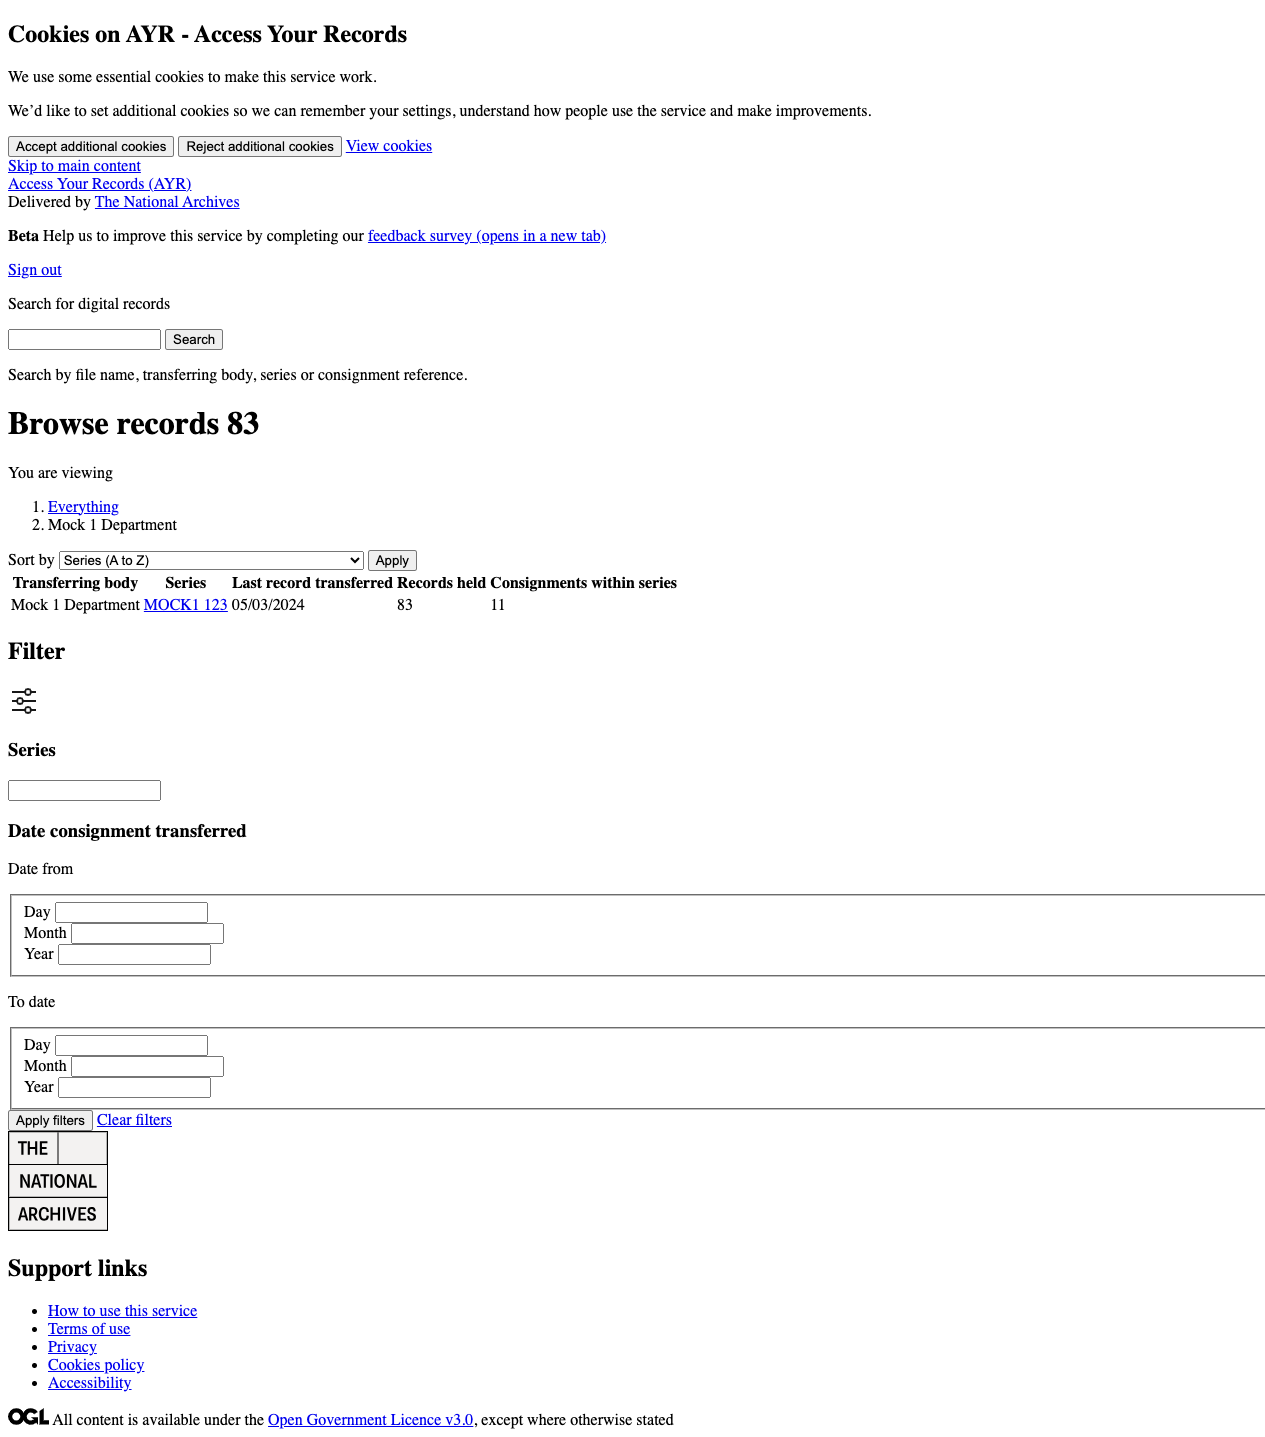 Cookies on AYR - Access Your Records
We use some essential cookies to make this service work.
We’d like to set additional cookies so we can remember your settings, understand how people use the service and make improvements.
Accept additional cookies Reject additional cookies View cookies
Skip to main content
Access Your Records (AYR)
Delivered by The National Archives
Beta Help us to improve this service by completing our feedback survey (opens in a new tab)
Sign out
Search for digital records
Search
Search by file name, transferring body, series or consignment reference.
Browse records 83
You are viewing
1. Everything
2. Mock 1 Department
Sort by Series (A to Z) Apply
Transferring body Series Last record transferred Records held Consignments within series
Mock 1 Department MOCK1 123 05/03/2024 83 11
Filter
Series
Date consignment transferred
Date from
Day
Month
Year
To date
Day
Month
Year
Apply filters Clear filters
THE
NATIONAL
ARCHIVES
Support links
How to use this service
Terms of use
Privacy
Cookies policy
Accessibility
OGL All content is available under the Open Government Licence v3.0, except where otherwise stated